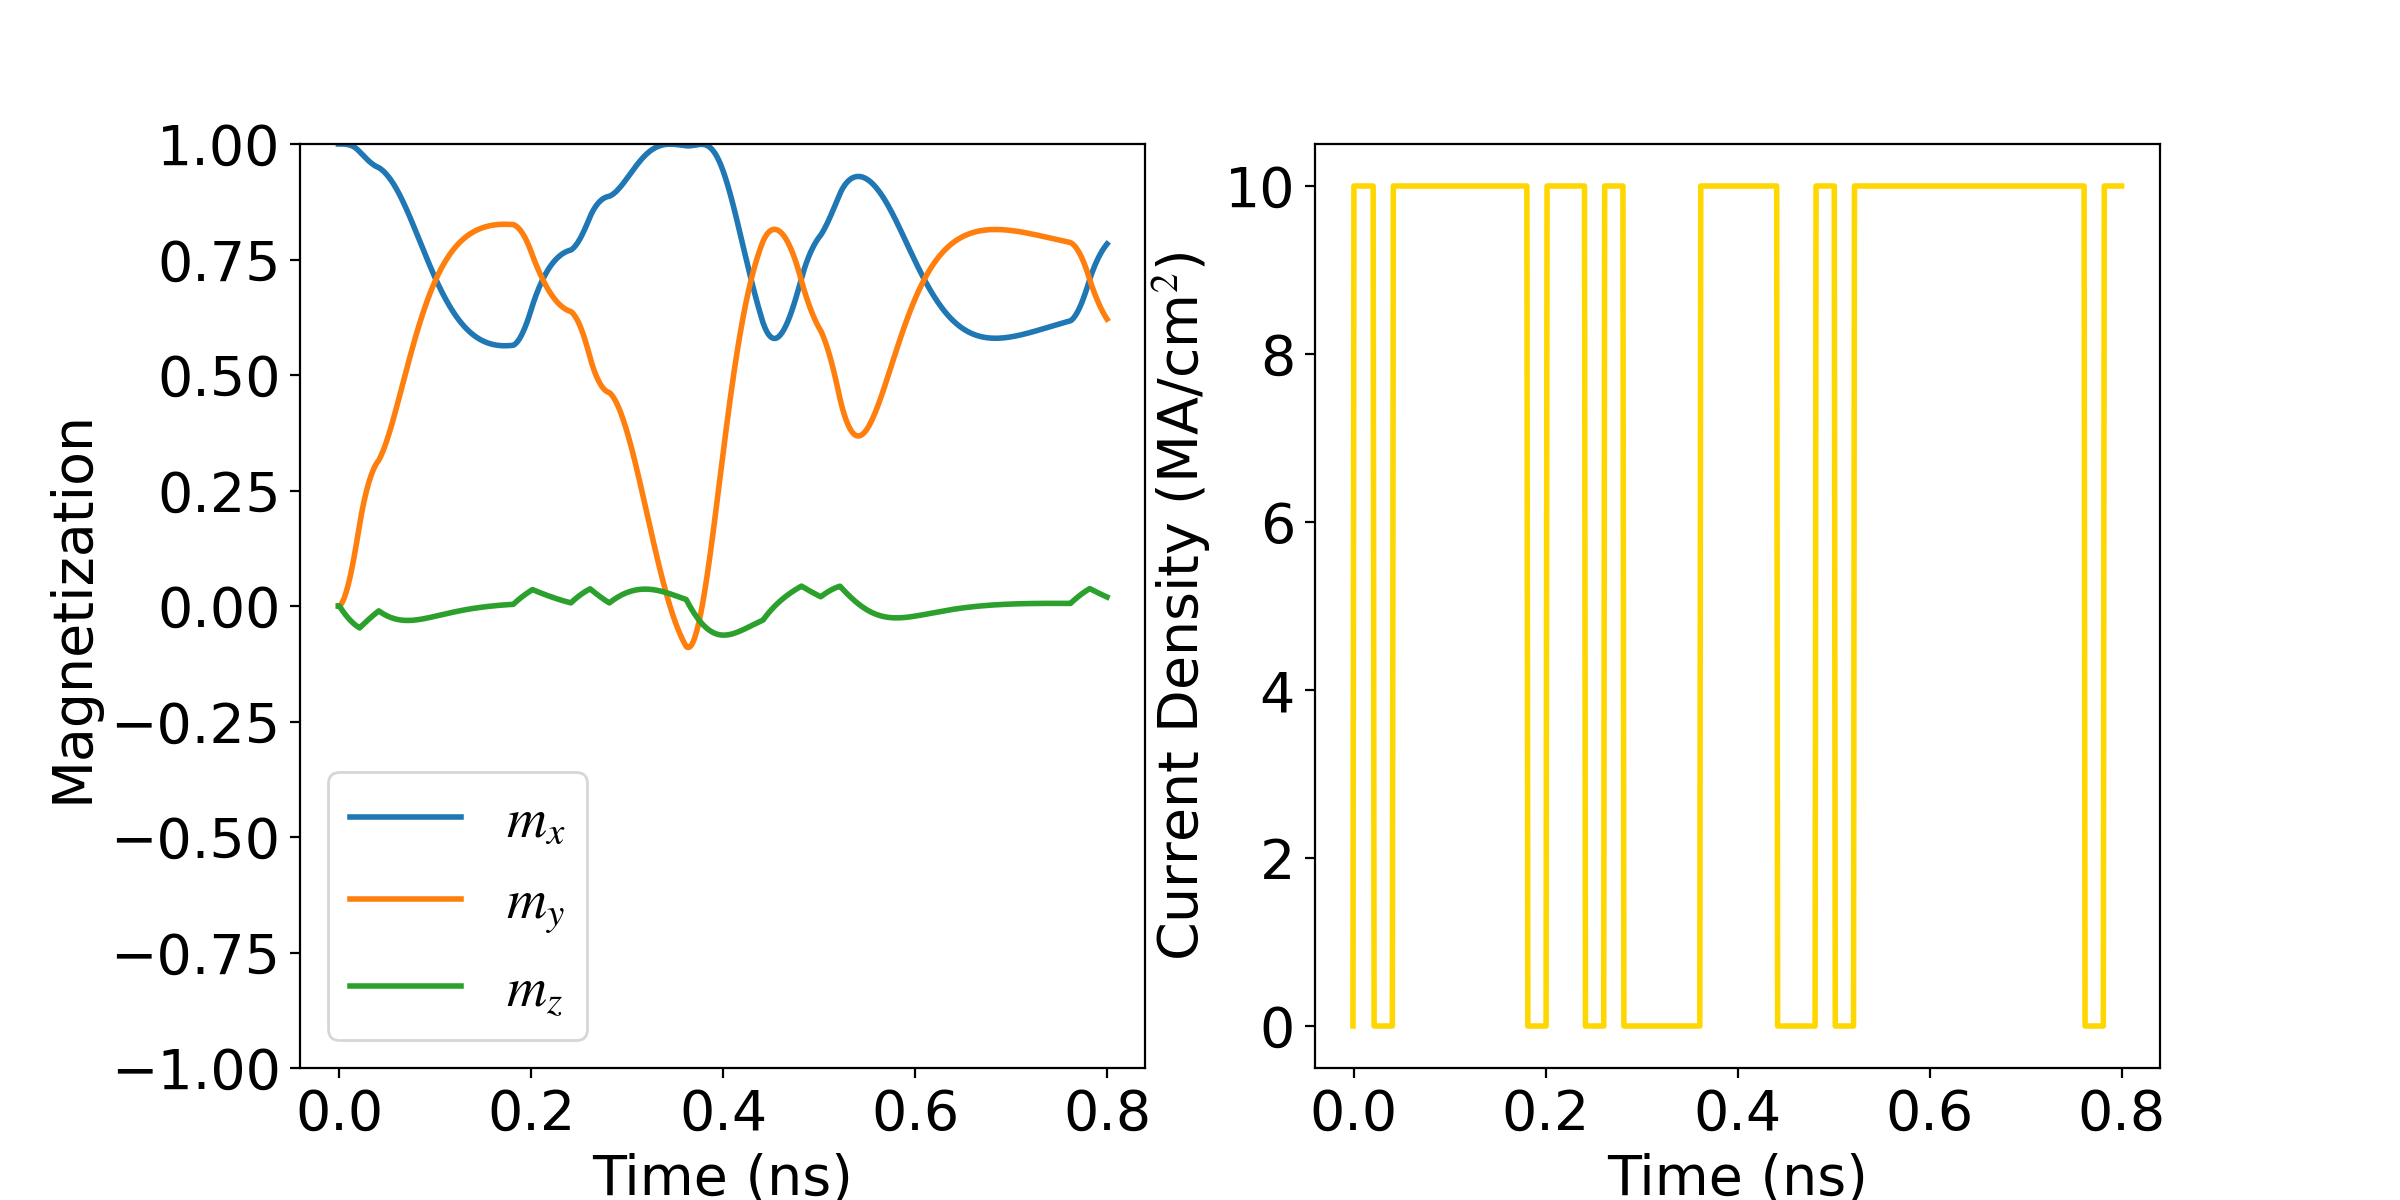 Magnetization
1.00
0.75
0.50
0.25
0.00
−0.25
−0.50
−0.75
−1.00
m_x
m_y
m_z
0.0 0.2 0.4 0.6 0.8
Time (ns)
Current Density (MA/cm²)
10
8
6
4
2
0
0.0 0.2 0.4 0.6 0.8
Time (ns)